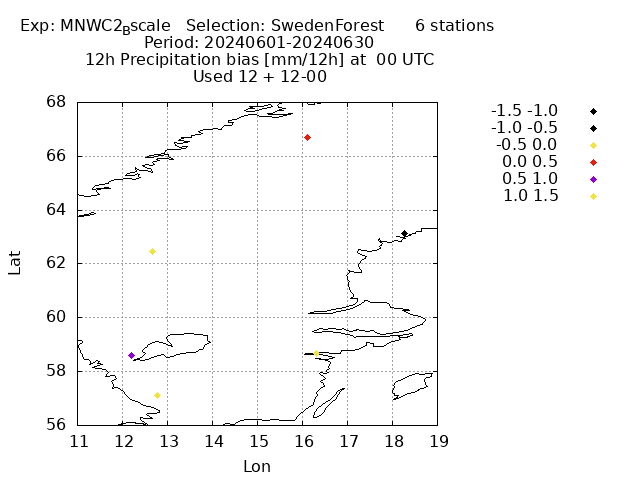 Exp: MNWC2_Bscale   Selection: SwedenForest      6 stations
Period: 20240601-20240630
12h Precipitation bias [mm/12h] at  00 UTC
Used 12 + 12-00
-1.5 -1.0
-1.0 -0.5
-0.5 0.0
0.0 0.5
0.5 1.0
1.0 1.5
68
66
64
62
60
58
56
Lat
11 12 13 14 15 16 17 18 19
Lon